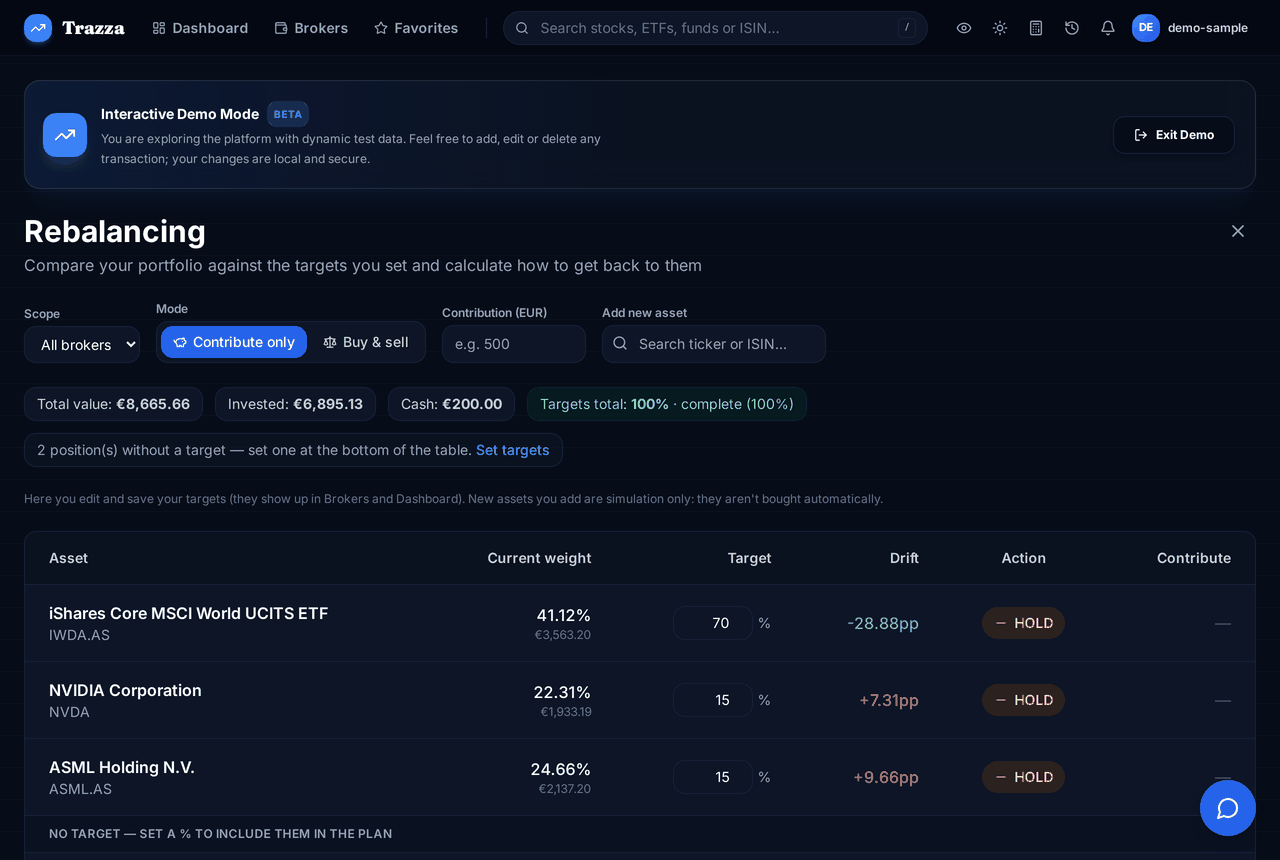 Trazza
Dashboard
Brokers
Favorites
Search stocks, ETFs, funds or ISIN...
/
DE
demo-sample
Interactive Demo Mode
BETA
You are exploring the platform with dynamic test data. Feel free to add, edit or delete any
transaction; your changes are local and secure.
Exit Demo
Rebalancing
Compare your portfolio against the targets you set and calculate how to get back to them
Scope
Mode
Contribution (EUR)
Add new asset
All brokers
Contribute only
Buy & sell
e.g. 500
Search ticker or ISIN...
Total value: €8,665.66
Invested: €6,895.13
Cash: €200.00
Targets total: 100% · complete (100%)
2 position(s) without a target — set one at the bottom of the table. Set targets
Here you edit and save your targets (they show up in Brokers and Dashboard). New assets you add are simulation only: they aren't bought automatically.
Asset Current weight Target Drift Action Contribute
iShares Core MSCI World UCITS ETF
IWDA.AS
41.12%
€3,563.20
70 %
-28.88pp
— HOLD
—
NVIDIA Corporation
NVDA
22.31%
€1,933.19
15 %
+7.31pp
— HOLD
—
ASML Holding N.V.
ASML.AS
24.66%
€2,137.20
15 %
+9.66pp
— HOLD
—
NO TARGET — SET A % TO INCLUDE THEM IN THE PLAN